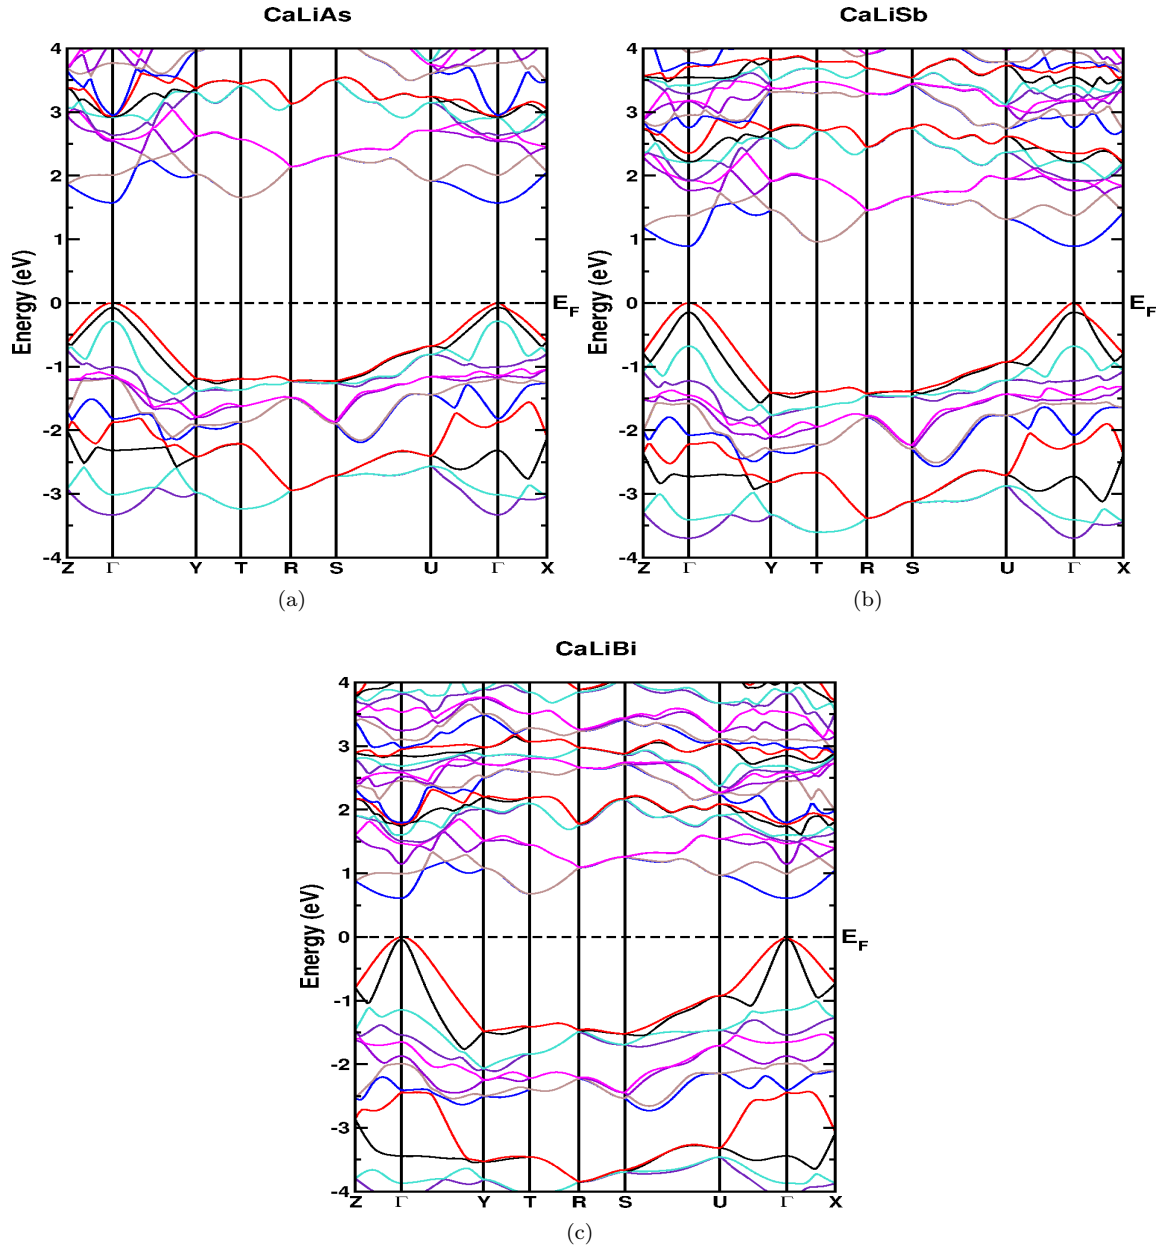 CaLiAs
CaLiSb
4
3
2
1
0
-1
-2
-3
-4
Energy (eV)
E_F
Z Γ Y T R S U Γ X
4
3
2
1
0
-1
-2
-3
-4
Energy (eV)
E_F
Z Γ Y T R S U Γ X
(a)
(b)
CaLiBi
4
3
2
1
0
-1
-2
-3
-4
Energy (eV)
E_F
Z Γ Y T R S U Γ X
(c)